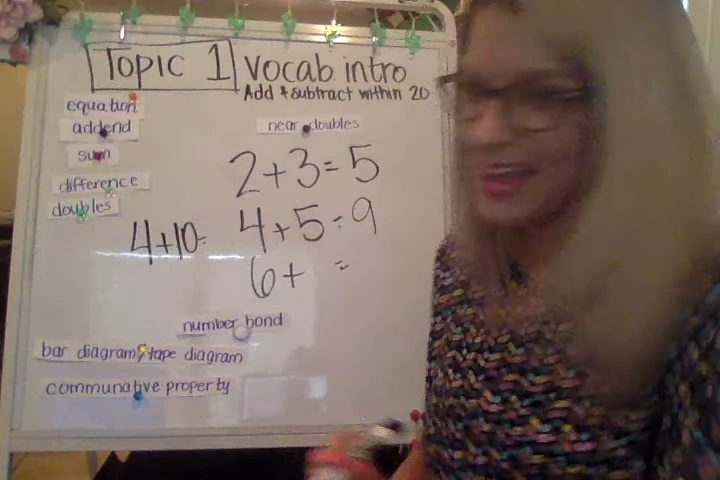 Topic 1 Vocab intro
Add + subtract within 20
equation
addend
sum
difference
doubles
near doubles
2+3=5
4+5=9
4+10=
6+ =
number bond
bar diagram/tape diagram
communative property